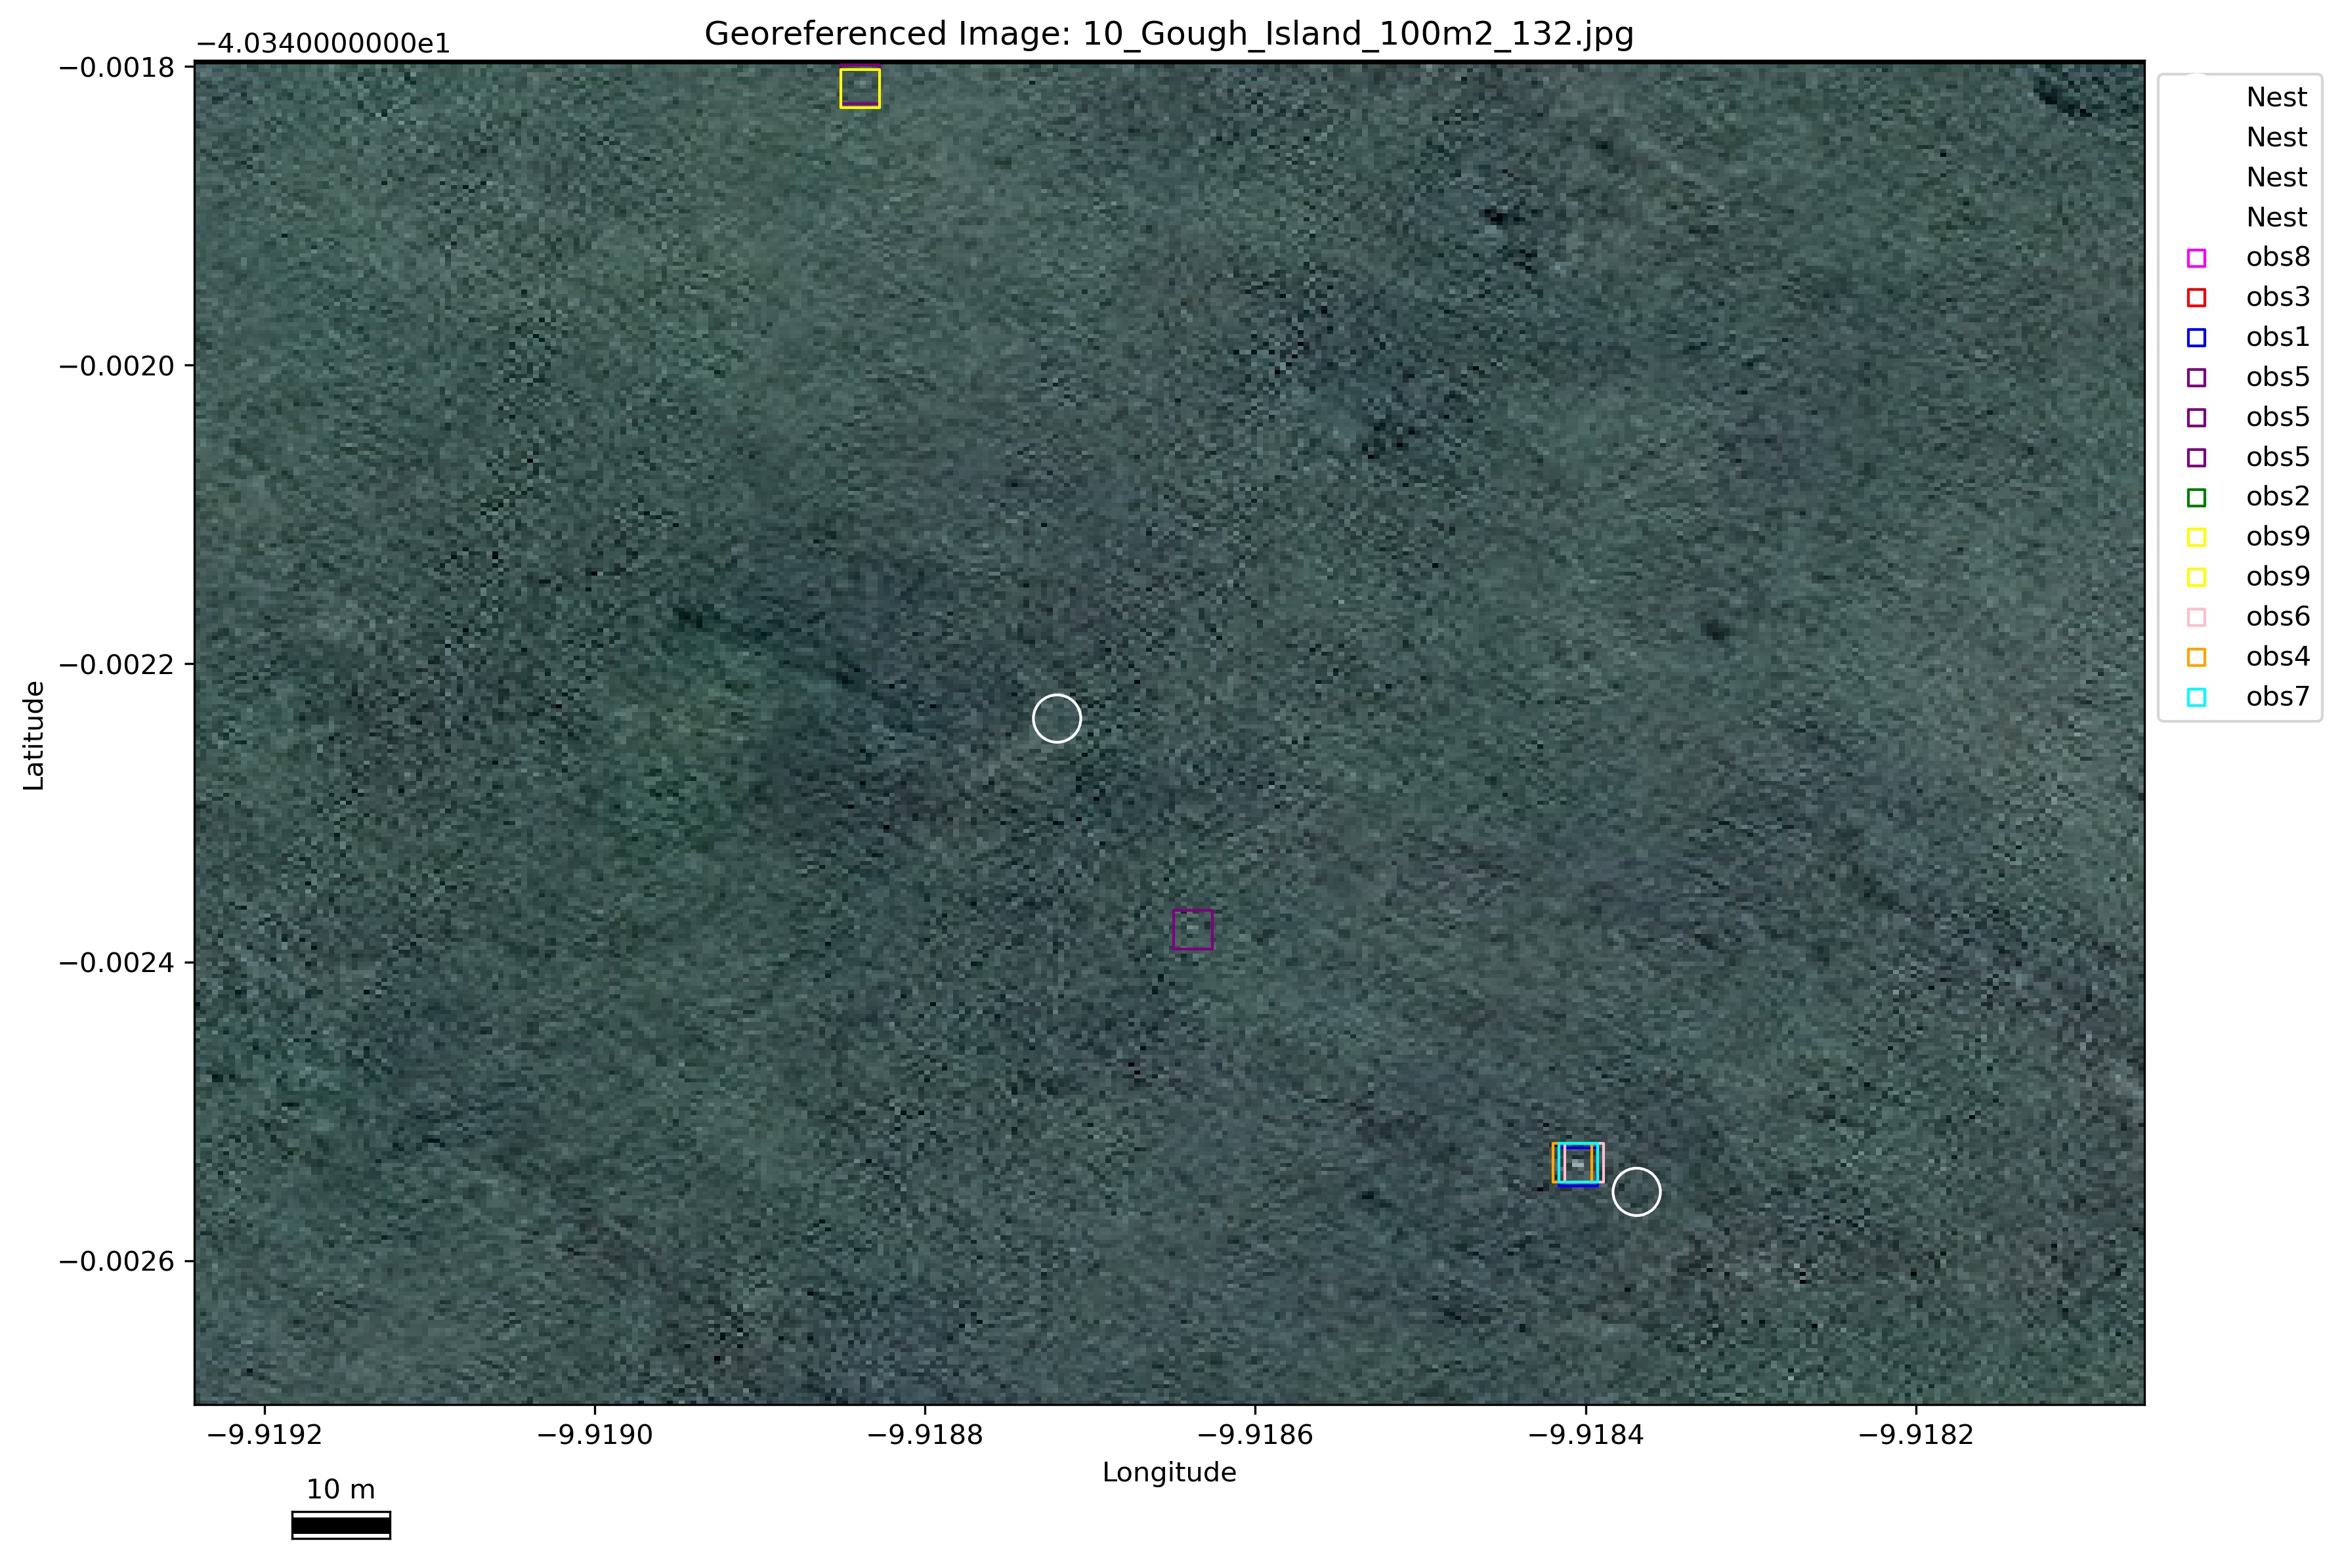 Georeferenced Image: 10_Gough_Island_100m2_132.jpg
−4.0340000000e1
−0.0018
−0.0020
−0.0022
−0.0024
−0.0026
Latitude
−9.9192
−9.9190
−9.9188
−9.9186
−9.9184
−9.9182
Longitude
10 m
Nest
Nest
Nest
Nest
obs8
obs3
obs1
obs5
obs5
obs5
obs2
obs9
obs9
obs6
obs4
obs7